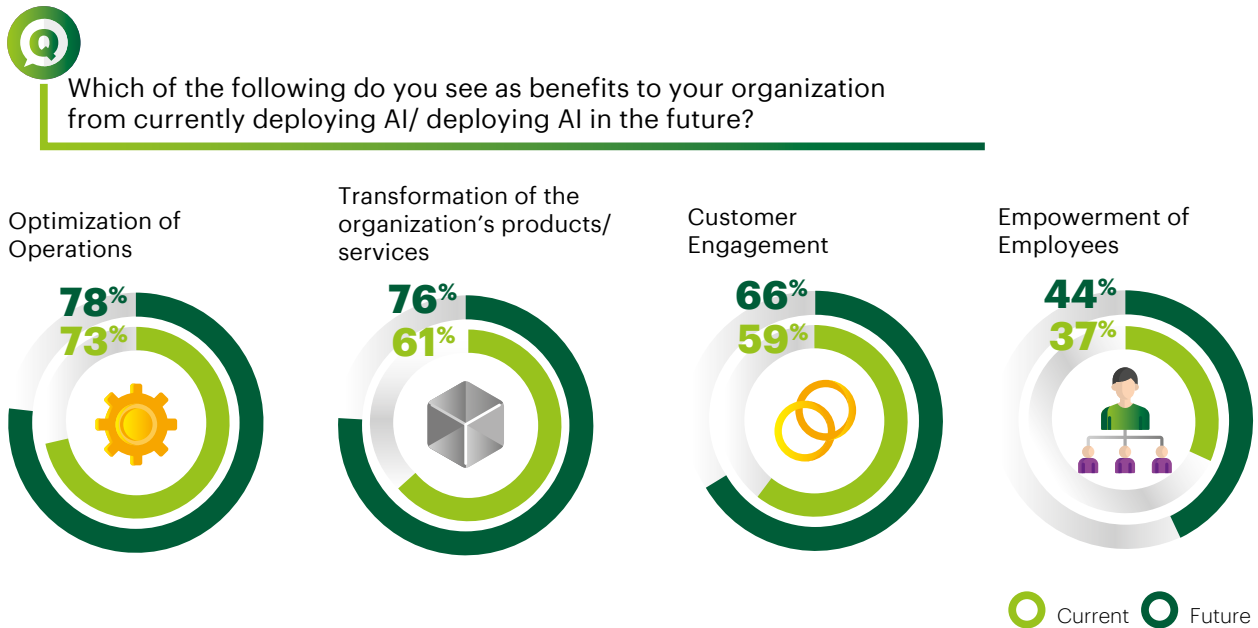 Q
Which of the following do you see as benefits to your organization
from currently deploying AI/ deploying AI in the future?
Optimization of
Operations
78%
73%
Transformation of the
organization’s products/
services
76%
61%
Customer
Engagement
66%
59%
Empowerment of
Employees
44%
37%
Current
Future